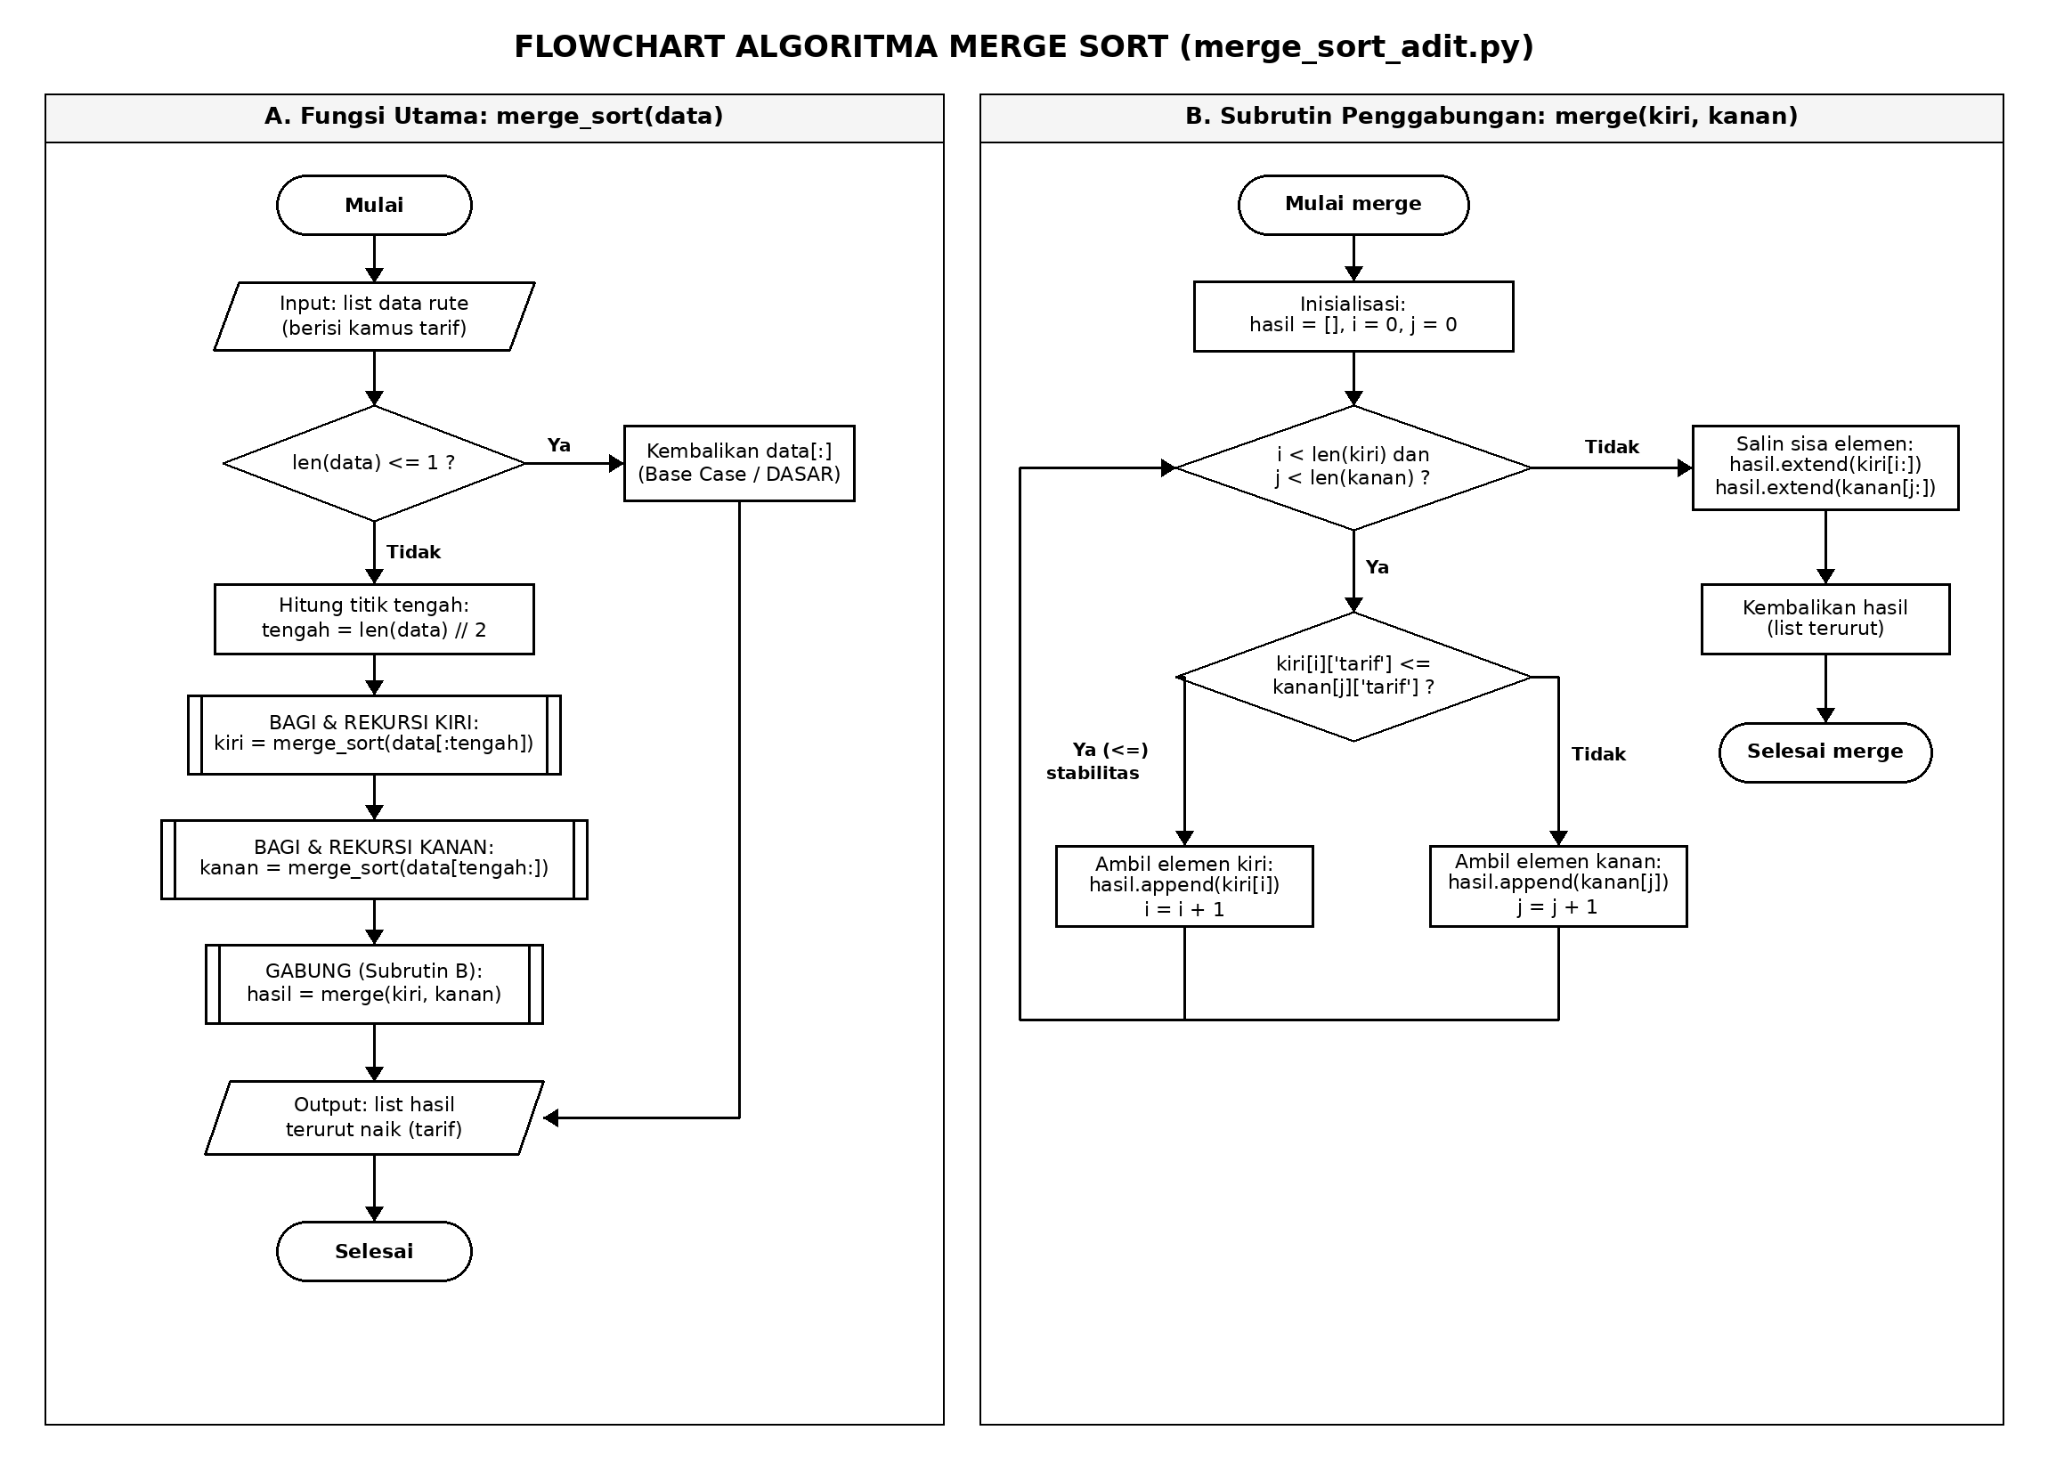 FLOWCHART ALGORITMA MERGE SORT (merge_sort_adit.py)
A. Fungsi Utama: merge_sort(data)
Mulai
Input: list data rute
(berisi kamus tarif)
len(data) <= 1 ?
Ya
Kembalikan data[:]
(Base Case / DASAR)
Tidak
Hitung titik tengah:
tengah = len(data) // 2
BAGI & REKURSI KIRI:
kiri = merge_sort(data[:tengah])
BAGI & REKURSI KANAN:
kanan = merge_sort(data[tengah:])
GABUNG (Subrutin B):
hasil = merge(kiri, kanan)
Output: list hasil
terurut naik (tarif)
Selesai
B. Subrutin Penggabungan: merge(kiri, kanan)
Mulai merge
Inisialisasi:
hasil = [], i = 0, j = 0
i < len(kiri) dan
j < len(kanan) ?
Tidak
Salin sisa elemen:
hasil.extend(kiri[i:])
hasil.extend(kanan[j:])
Kembalikan hasil
(list terurut)
Selesai merge
Ya
kiri[i]['tarif'] <=
kanan[j]['tarif'] ?
Ya (<=)
stabilitas
Tidak
Ambil elemen kiri:
hasil.append(kiri[i])
i = i + 1
Ambil elemen kanan:
hasil.append(kanan[j])
j = j + 1